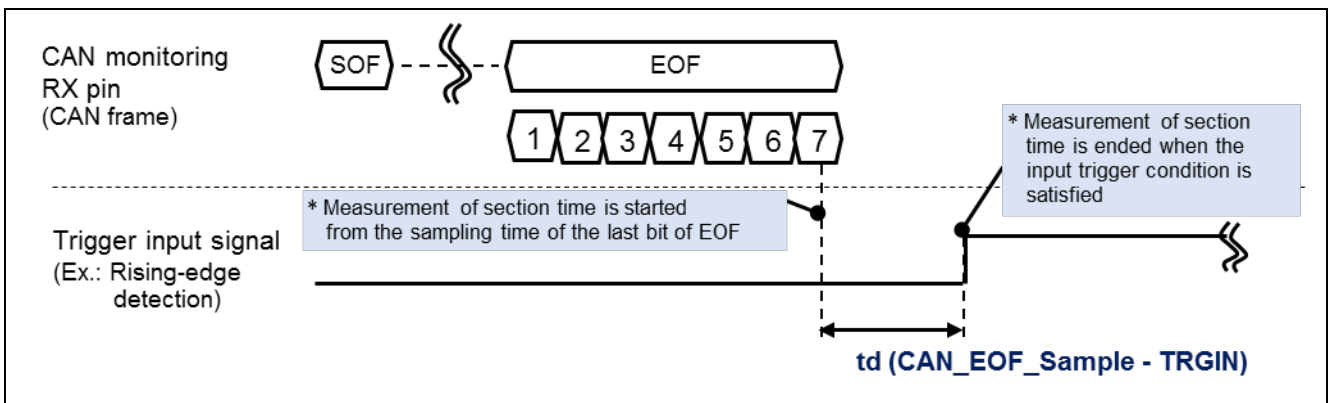 CAN monitoring
RX pin
(CAN frame)
SOF
EOF
1 2 3 4 5 6 7
* Measurement of section
time is ended when the
input trigger condition is
satisfied
* Measurement of section time is started
from the sampling time of the last bit of EOF
Trigger input signal
(Ex.: Rising-edge
detection)
td (CAN_EOF_Sample - TRGIN)